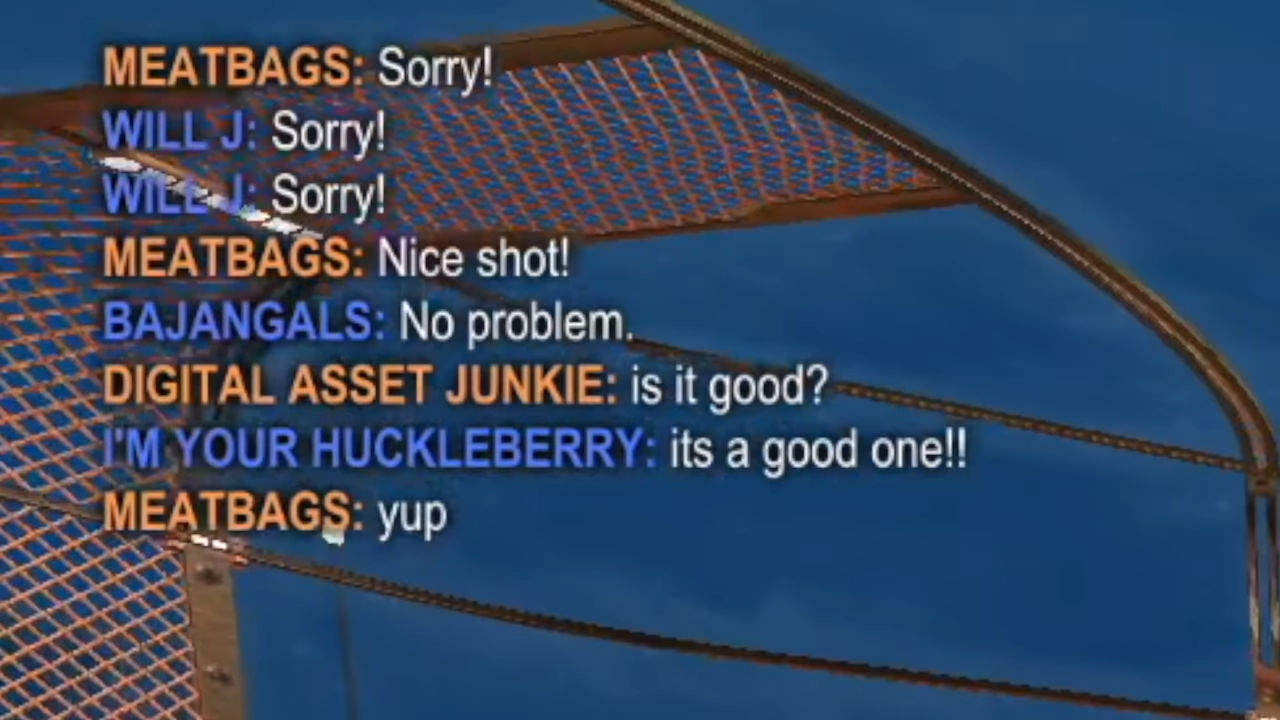 MEATBAGS: Sorry!
WILL J: Sorry!
WILL J: Sorry!
MEATBAGS: Nice shot!
BAJANGALS: No problem.
DIGITAL ASSET JUNKIE: is it good?
I'M YOUR HUCKLEBERRY: its a good one!!
MEATBAGS: yup